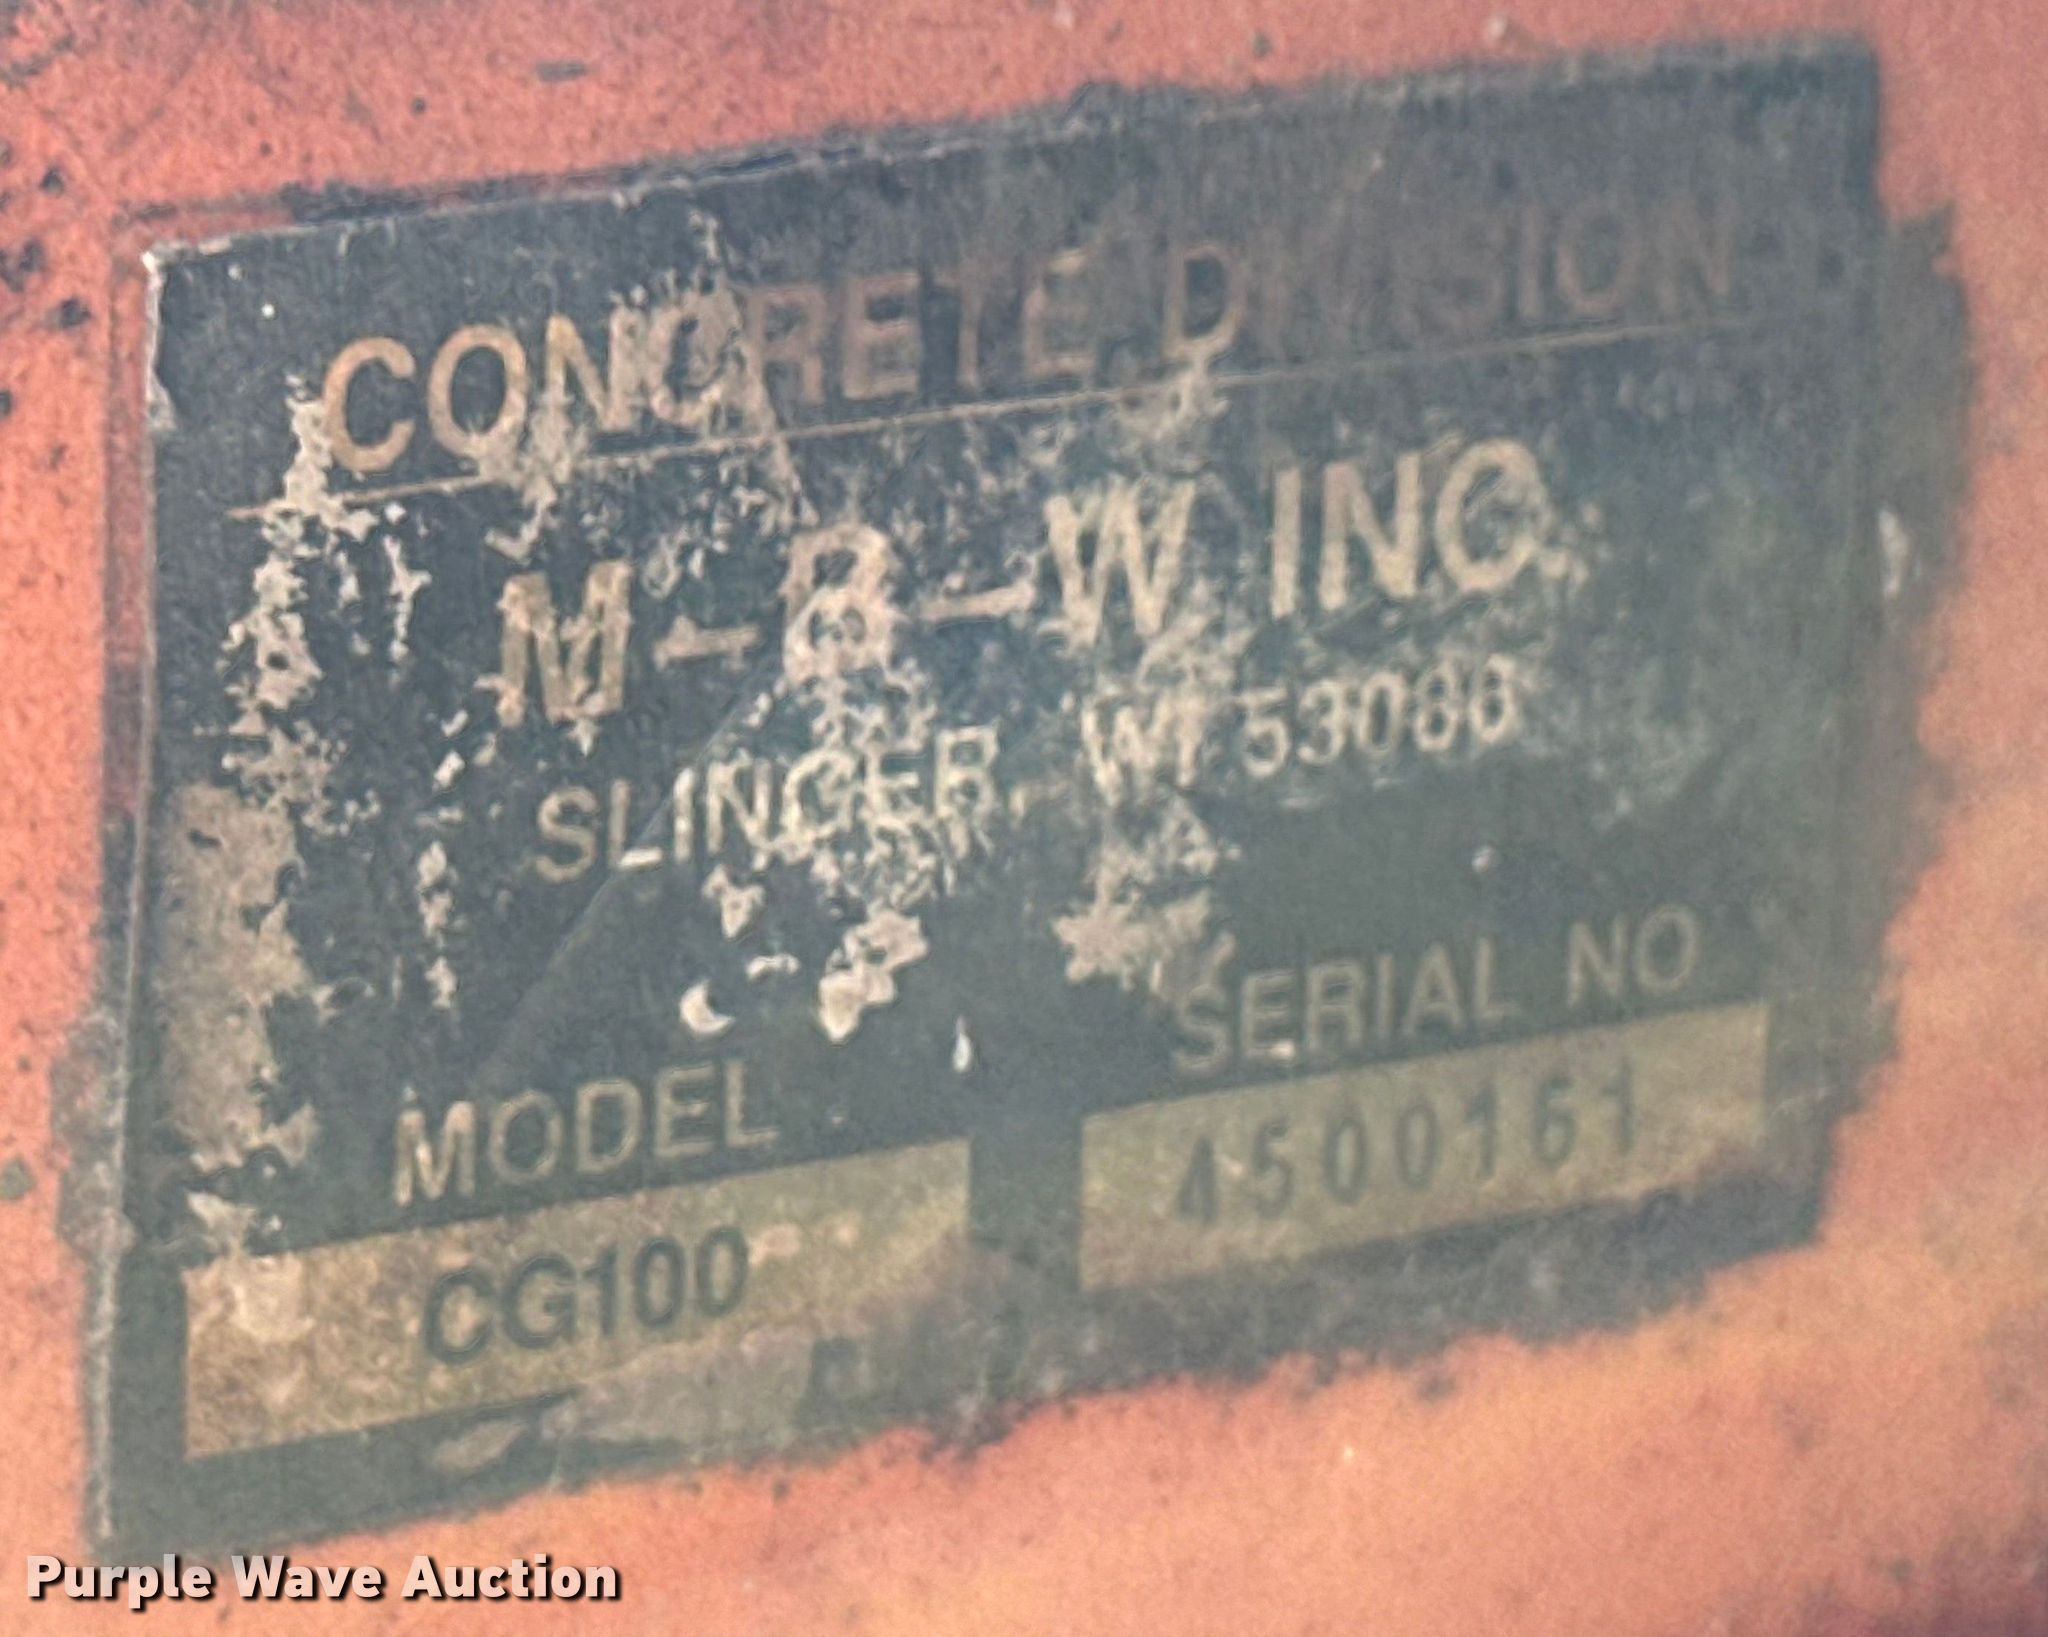 CONCRETE DIVISION
M-B-W INC.
SLINGER, WI 53086
MODEL
SERIAL NO
CG100
4500161
Purple Wave Auction